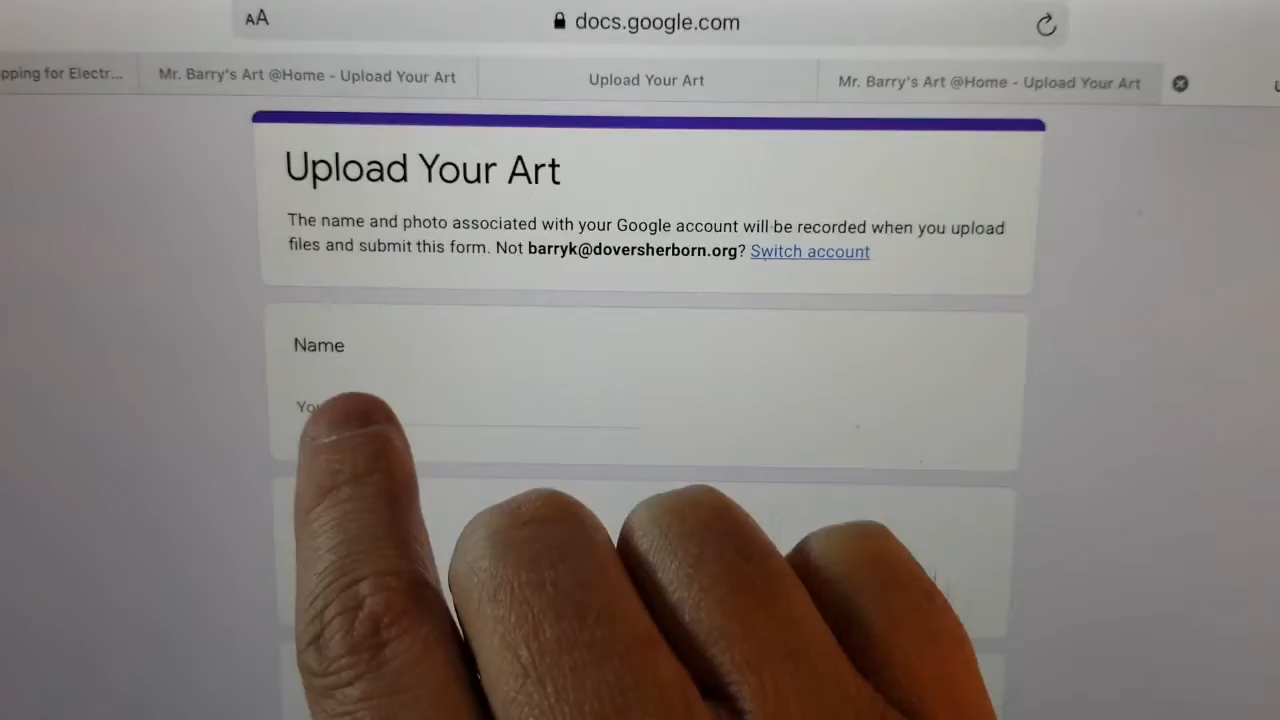 AA
docs.google.com
pping for Electr...
Mr. Barry's Art @Home - Upload Your Art
Upload Your Art
Mr. Barry's Art @Home - Upload Your Art
Upload Your Art
The name and photo associated with your Google account will be recorded when you upload
files and submit this form. Not barryk@doversherborn.org? Switch account
Name